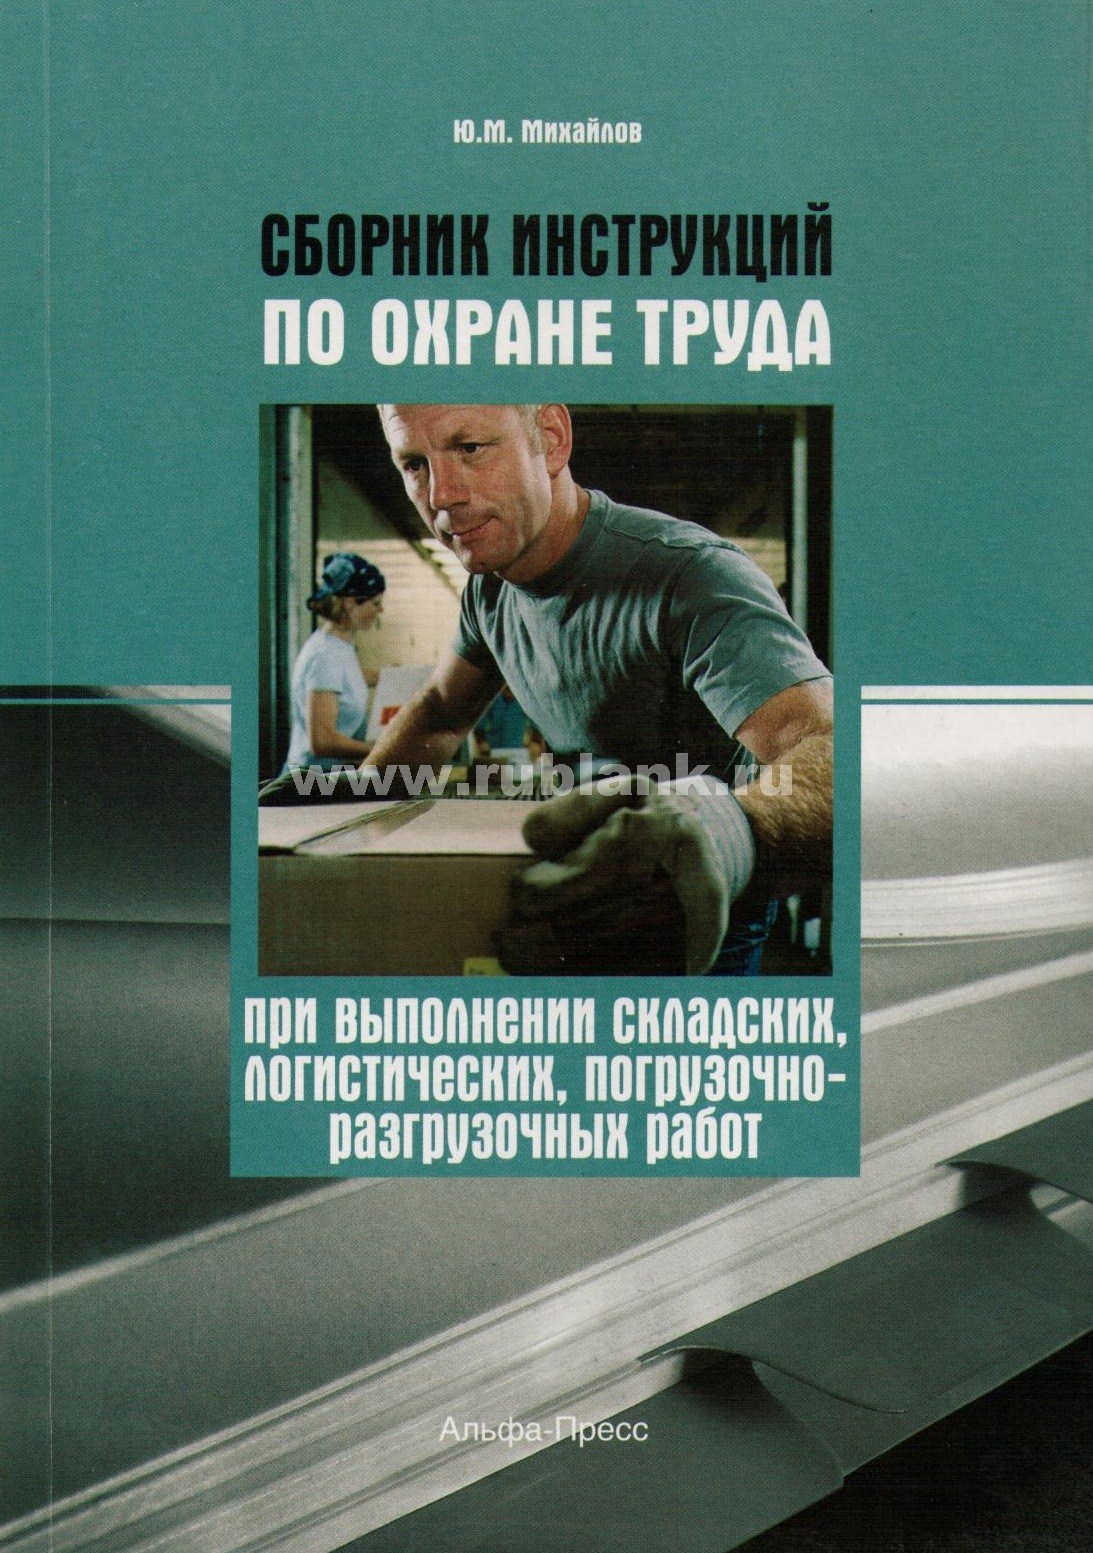 Ю.М. Михайлов
СБОРНИК ИНСТРУКЦИЙ
ПО ОХРАНЕ ТРУДА
www.rublank.ru
при выполнении складских,
логистических, погрузочно-
разгрузочных работ
Альфа-Пресс